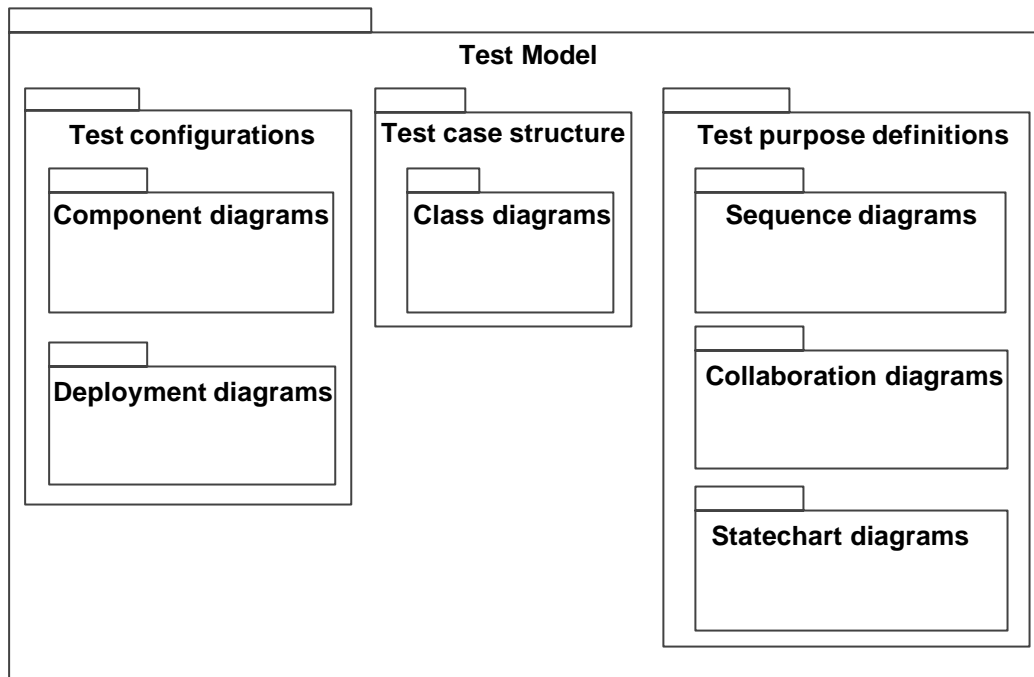 Test Model
Test configurations
Component diagrams
Deployment diagrams
Test case structure
Class diagrams
Test purpose definitions
Sequence diagrams
Collaboration diagrams
Statechart diagrams